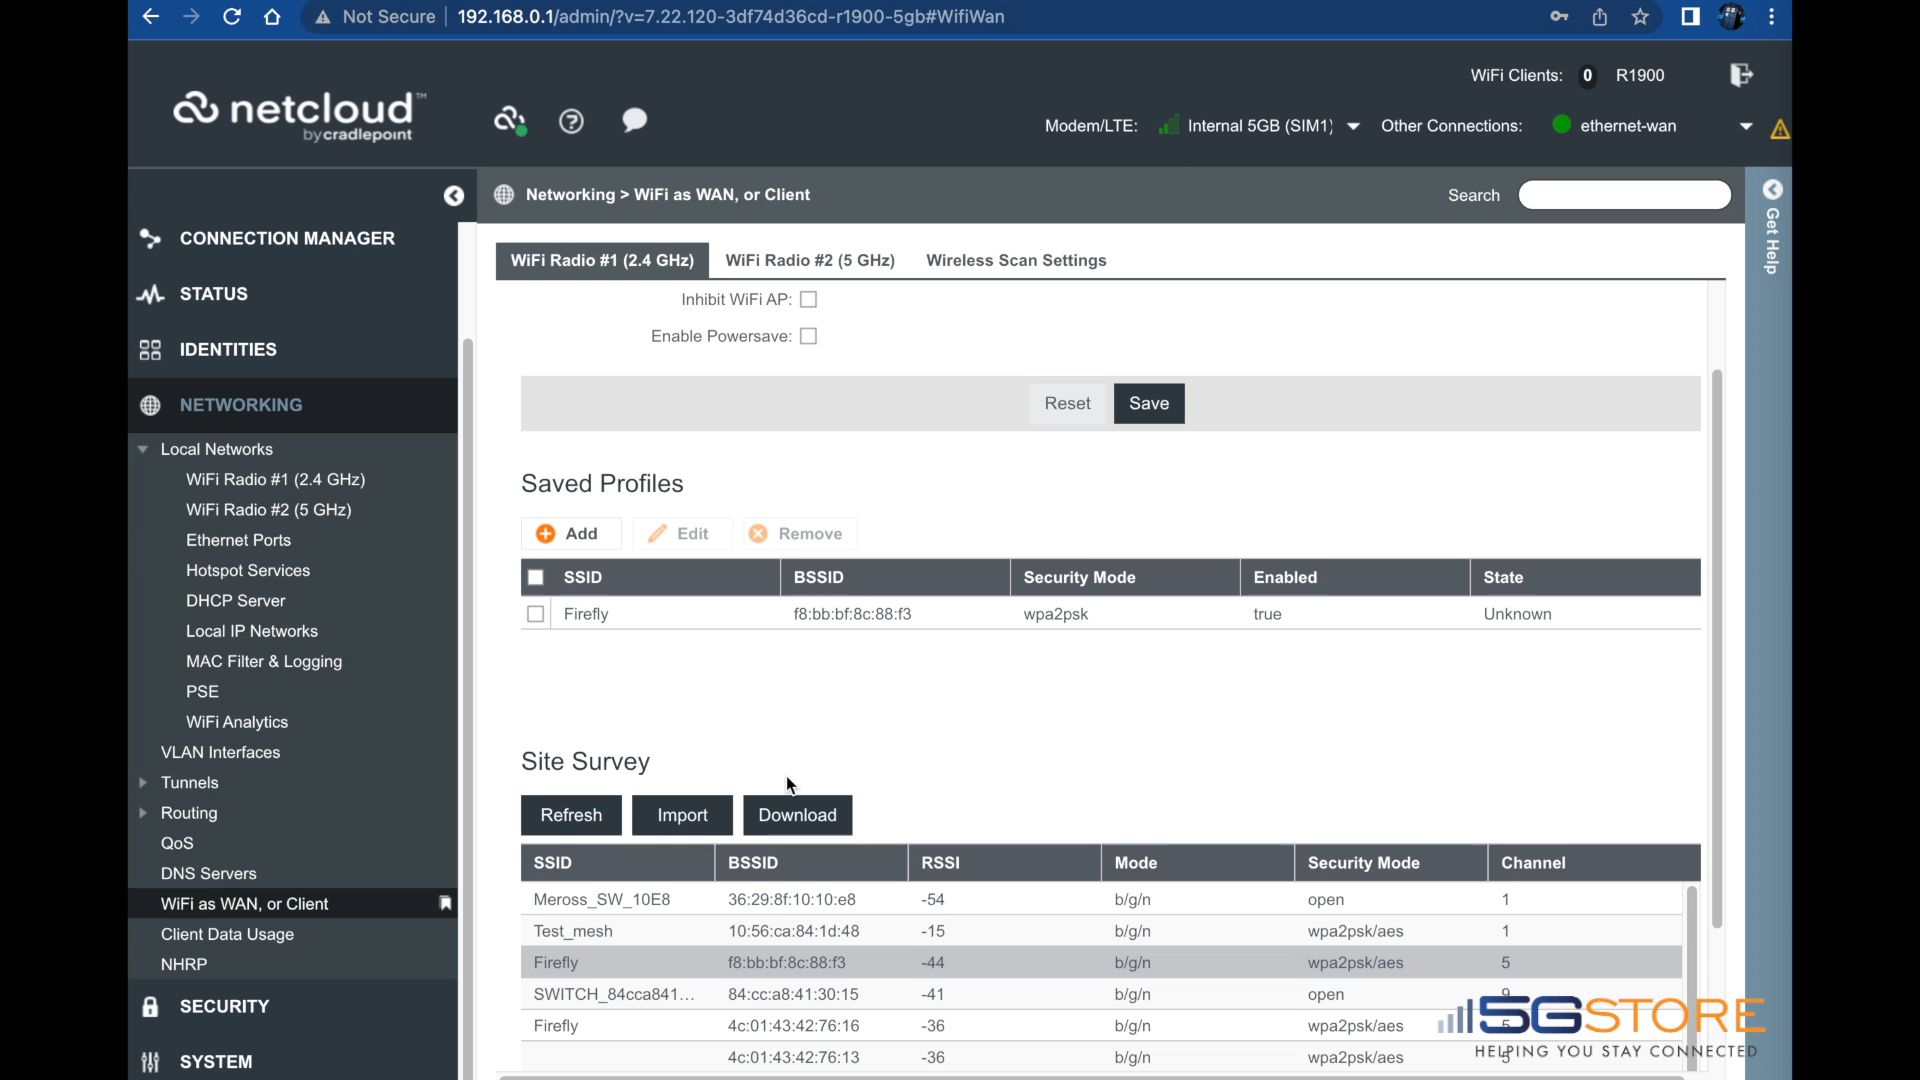 Not Secure 192.168.0.1/admin/?v=7.22.120-3df74d36cd-r1900-5gb#WifiWan
WiFi Clients: 0 R1900
netcloud™
by cradlepoint
Modem/LTE: Internal 5GB (SIM1) Other Connections: ethernet-wan
Networking > WiFi as WAN, or Client
Search
Get Help
CONNECTION MANAGER
STATUS
IDENTITIES
NETWORKING
Local Networks
WiFi Radio #1 (2.4 GHz)
WiFi Radio #2 (5 GHz)
Ethernet Ports
Hotspot Services
DHCP Server
Local IP Networks
MAC Filter & Logging
PSE
WiFi Analytics
VLAN Interfaces
Tunnels
Routing
QoS
DNS Servers
WiFi as WAN, or Client
Client Data Usage
NHRP
SECURITY
SYSTEM
WiFi Radio #1 (2.4 GHz) WiFi Radio #2 (5 GHz) Wireless Scan Settings
Inhibit WiFi AP:
Enable Powersave:
Reset Save
Saved Profiles
Add Edit Remove
SSID BSSID Security Mode Enabled State
Firefly f8:bb:bf:8c:88:f3 wpa2psk true Unknown
Site Survey
Refresh Import Download
SSID BSSID RSSI Mode Security Mode Channel
Meross_SW_10E8 36:29:8f:10:10:e8 -54 b/g/n open 1
Test_mesh 10:56:ca:84:1d:48 -15 b/g/n wpa2psk/aes 1
Firefly f8:bb:bf:8c:88:f3 -44 b/g/n wpa2psk/aes 5
SWITCH_84cca841... 84:cc:a8:41:30:15 -41 b/g/n open 9
Firefly 4c:01:43:42:76:16 -36 b/g/n wpa2psk/aes 5
4c:01:43:42:76:13 -36 b/g/n wpa2psk/aes 5
5GSTORE
HELPING YOU STAY CONNECTED